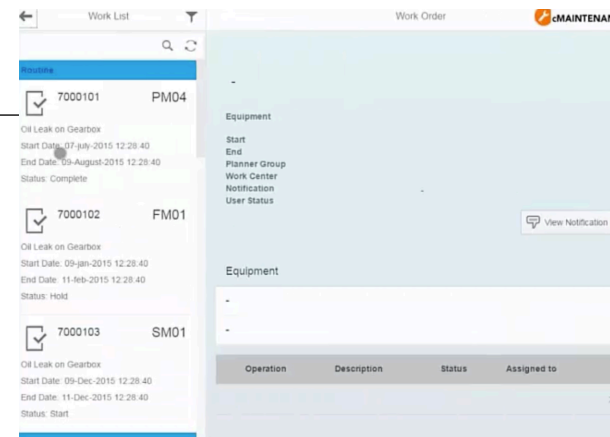 Work List
Work Order
cMAINTENAN
Routine
7000101 PM04
Oil Leak on Gearbox
Start Date: 07-july-2015 12:28:40
End Date: 09-August-2015 12:28:40
Status: Complete
7000102 FM01
Oil Leak on Gearbox
Start Date: 09-jan-2015 12:28:40
End Date: 11-feb-2015 12:28:40
Status: Hold
7000103 SM01
Oil Leak on Gearbox
Start Date: 09-Dec-2015 12:28:40
End Date: 11-Dec-2015 12:28:40
Status: Start
-
Equipment
Start
End
Planner Group
Work Center
Notification -
User Status
View Notification
Equipment
-
-
Operation Description Status Assigned to